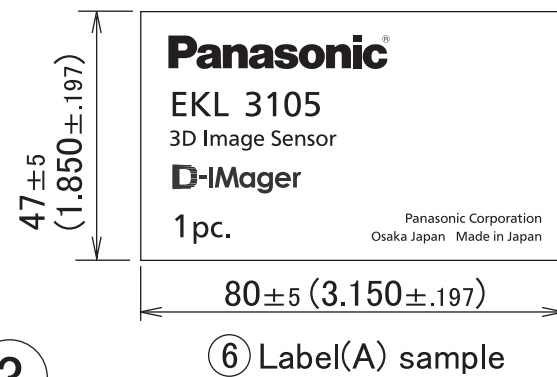 Panasonic®
EKL 3105
3D Image Sensor
D-IMager
1pc.
Panasonic Corporation
Osaka Japan Made in Japan
47±5
(1.850±.197)
80±5 (3.150±.197)
⑥ Label(A) sample